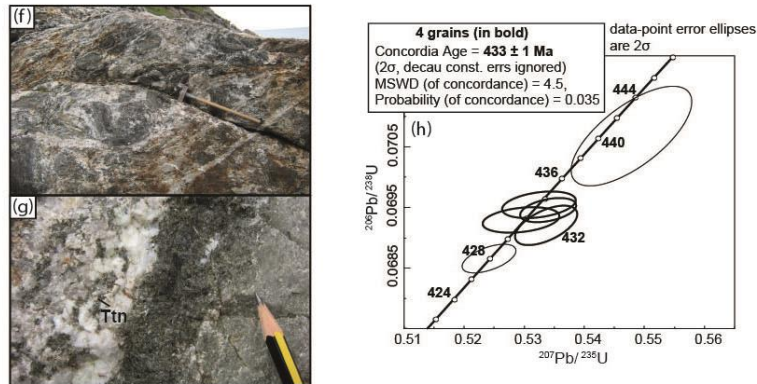 (f)
(g)
Ttn
4 grains (in bold)
Concordia Age = 433 ± 1 Ma
(2σ, decau const. errs ignored)
MSWD (of concordance) = 4.5,
Probability (of concordance) = 0.035
data-point error ellipses
are 2σ
(h)
444
440
436
432
428
424
0.0705
0.0695
0.0685
206Pb/238U
0.51
0.52
0.53
0.54
0.55
0.56
207Pb/235U